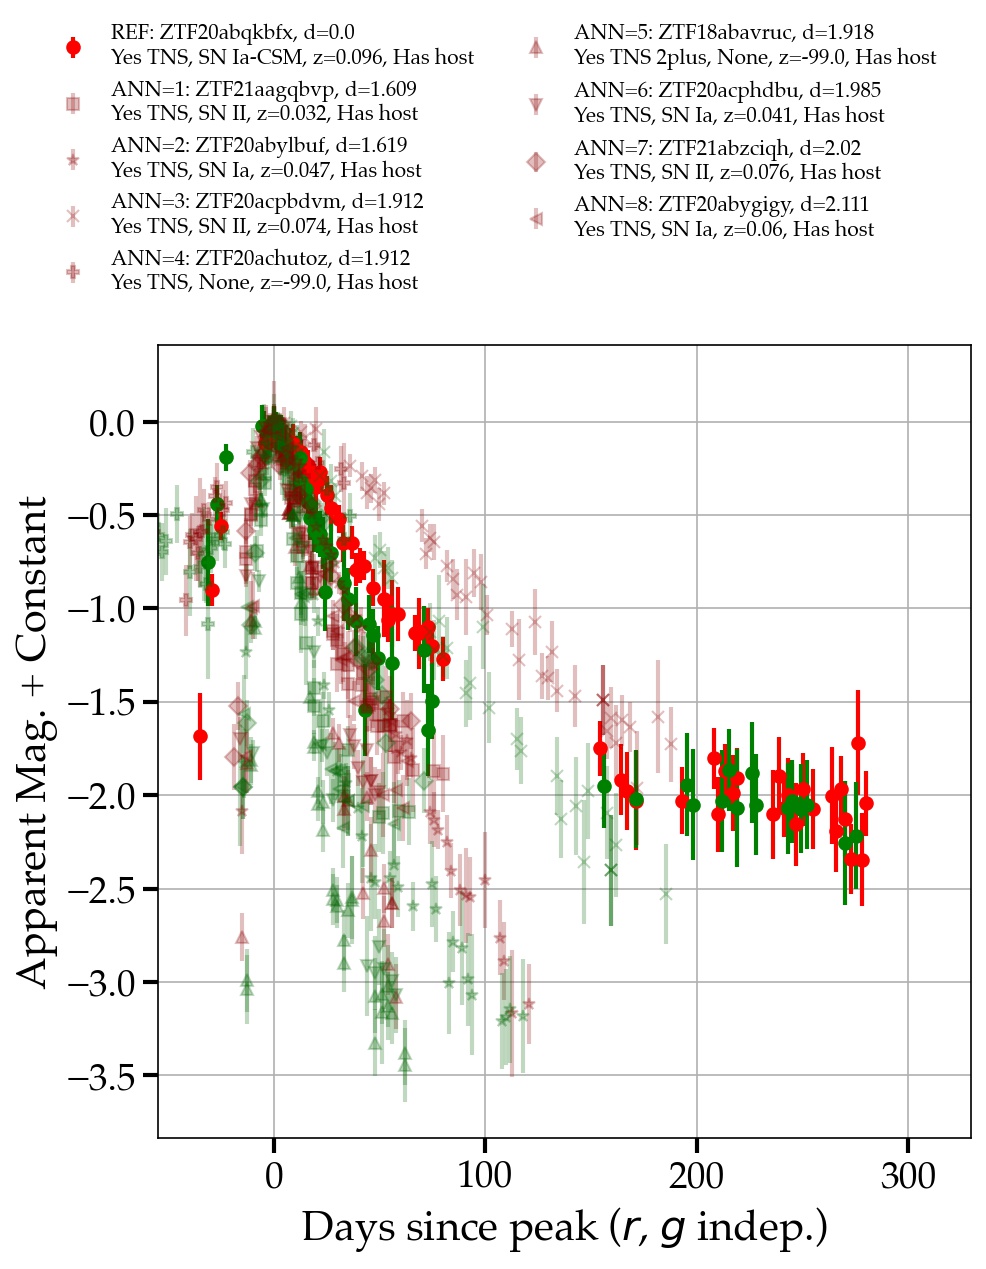 REF: ZTF20abqkbfx, d=0.0
Yes TNS, SN Ia-CSM, z=0.096, Has host
ANN=1: ZTF21aagqbvp, d=1.609
Yes TNS, SN II, z=0.032, Has host
ANN=2: ZTF20abylbuf, d=1.619
Yes TNS, SN Ia, z=0.047, Has host
ANN=3: ZTF20acpbdvm, d=1.912
Yes TNS, SN II, z=0.074, Has host
ANN=4: ZTF20achutoz, d=1.912
Yes TNS, None, z=-99.0, Has host
ANN=5: ZTF18abavruc, d=1.918
Yes TNS 2plus, None, z=-99.0, Has host
ANN=6: ZTF20acphdbu, d=1.985
Yes TNS, SN Ia, z=0.041, Has host
ANN=7: ZTF21abzciqh, d=2.02
Yes TNS, SN II, z=0.076, Has host
ANN=8: ZTF20abygigy, d=2.111
Yes TNS, SN Ia, z=0.06, Has host
Apparent Mag. + Constant
0.0
−0.5
−1.0
−1.5
−2.0
−2.5
−3.0
−3.5
0
100
200
300
Days since peak (r, g indep.)